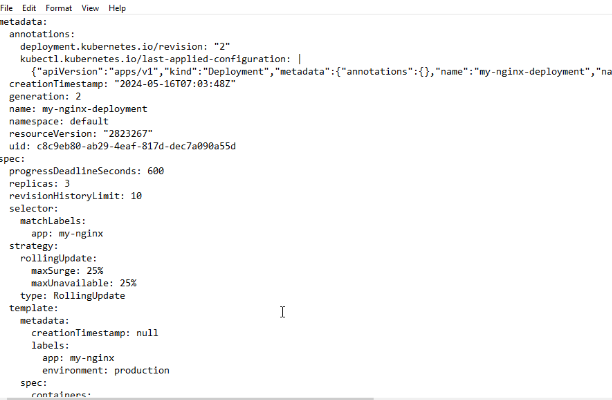 File Edit Format View Help
metadata:
  annotations:
    deployment.kubernetes.io/revision: "2"
    kubectl.kubernetes.io/last-applied-configuration: |
      {"apiVersion":"apps/v1","kind":"Deployment","metadata":{"annotations":{},"name":"my-nginx-deployment","na
  creationTimestamp: "2024-05-16T07:03:48Z"
  generation: 2
  name: my-nginx-deployment
  namespace: default
  resourceVersion: "2823267"
  uid: c8c9eb80-ab29-4eaf-817d-dec7a090a55d
spec:
  progressDeadlineSeconds: 600
  replicas: 3
  revisionHistoryLimit: 10
  selector:
    matchLabels:
      app: my-nginx
  strategy:
    rollingUpdate:
      maxSurge: 25%
      maxUnavailable: 25%
    type: RollingUpdate
  template:
    metadata:
      creationTimestamp: null
      labels:
        app: my-nginx
        environment: production
    spec:
      containers: